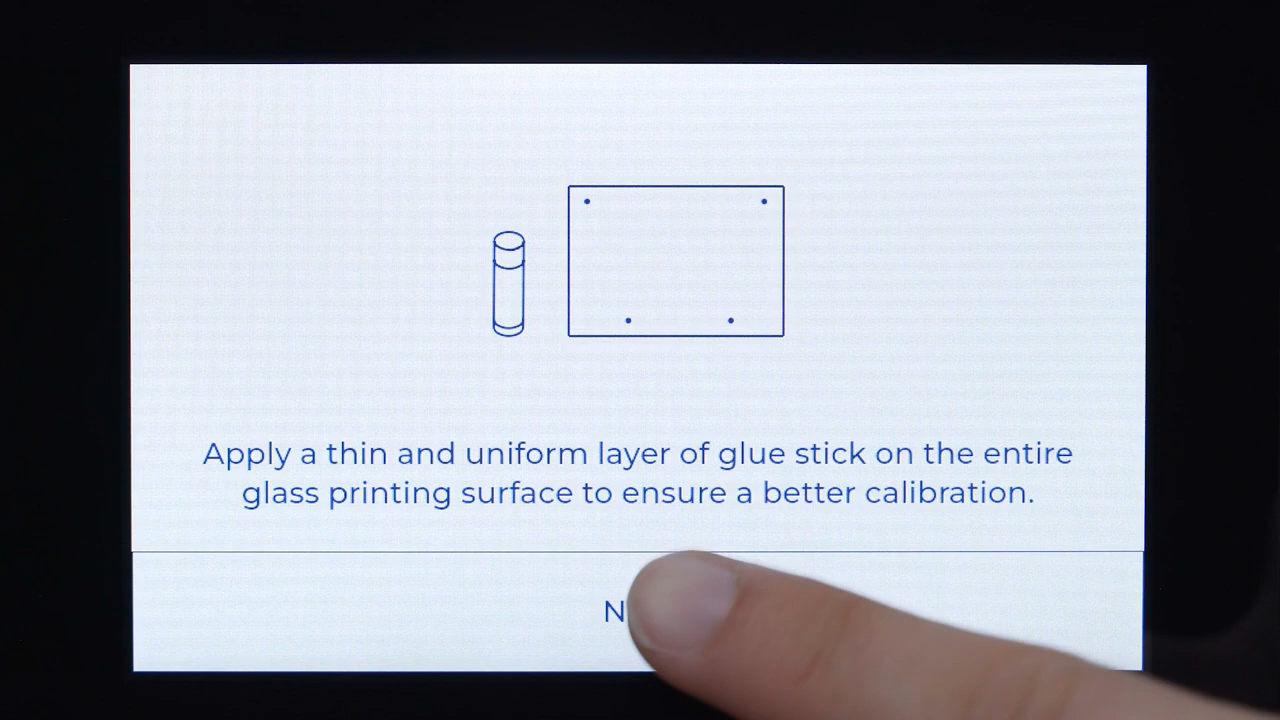 Apply a thin and uniform layer of glue stick on the entire
glass printing surface to ensure a better calibration.